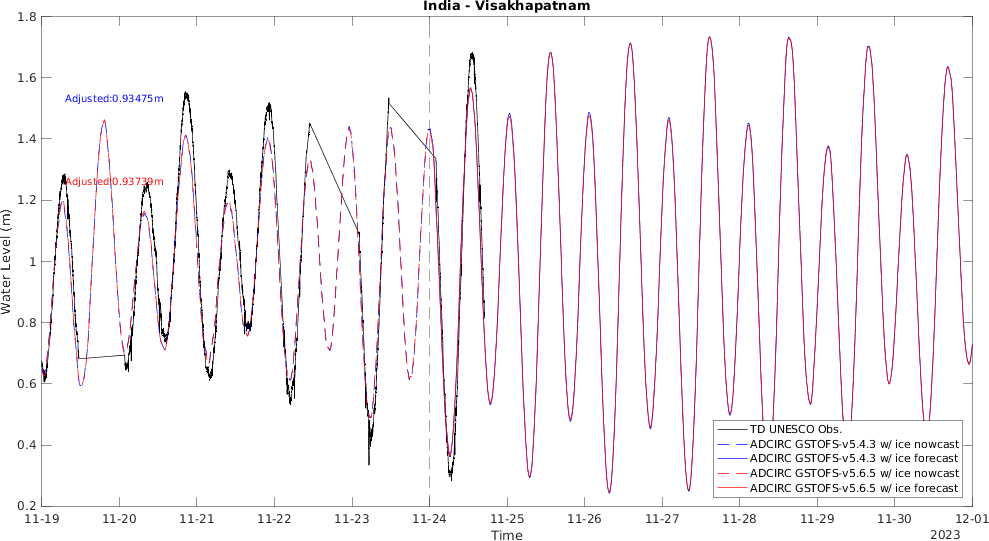 India - Visakhapatnam
1.8
1.6
1.4
1.2
1
0.8
0.6
0.4
0.2
Water Level (m)
Adjusted:0.93475m
Adjusted:0.93739m
TD UNESCO Obs.
ADCIRC GSTOFS-v5.4.3 w/ ice nowcast
ADCIRC GSTOFS-v5.4.3 w/ ice forecast
ADCIRC GSTOFS-v5.6.5 w/ ice nowcast
ADCIRC GSTOFS-v5.6.5 w/ ice forecast
11-19 11-20 11-21 11-22 11-23 11-24 11-25 11-26 11-27 11-28 11-29 11-30 12-01
Time
2023